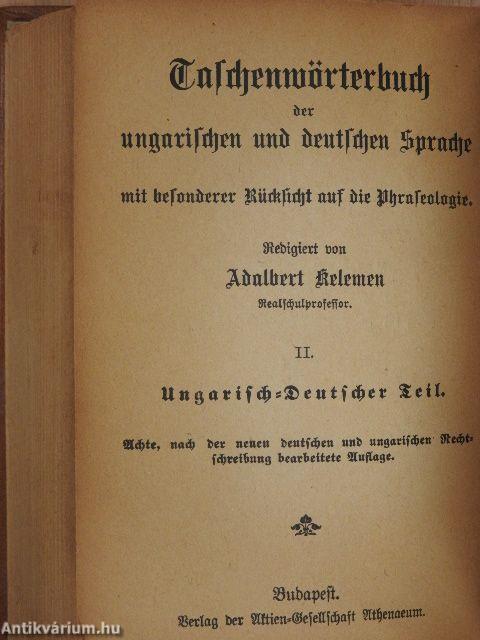 Taschenwörterbuch
der
ungarischen und deutschen Sprache
mit besonderer Rücksicht auf die Phraseologie.
Redigiert von
Adalbert Kelemen
Realschulprofessor.
II.
Ungarisch-Deutscher Teil.
Achte, nach der neuen deutschen und ungarischen Recht-
schreibung bearbeitete Auflage.
Budapest.
Verlag der Aktien-Gesellschaft Athenaeum.
Antikvárium.hu